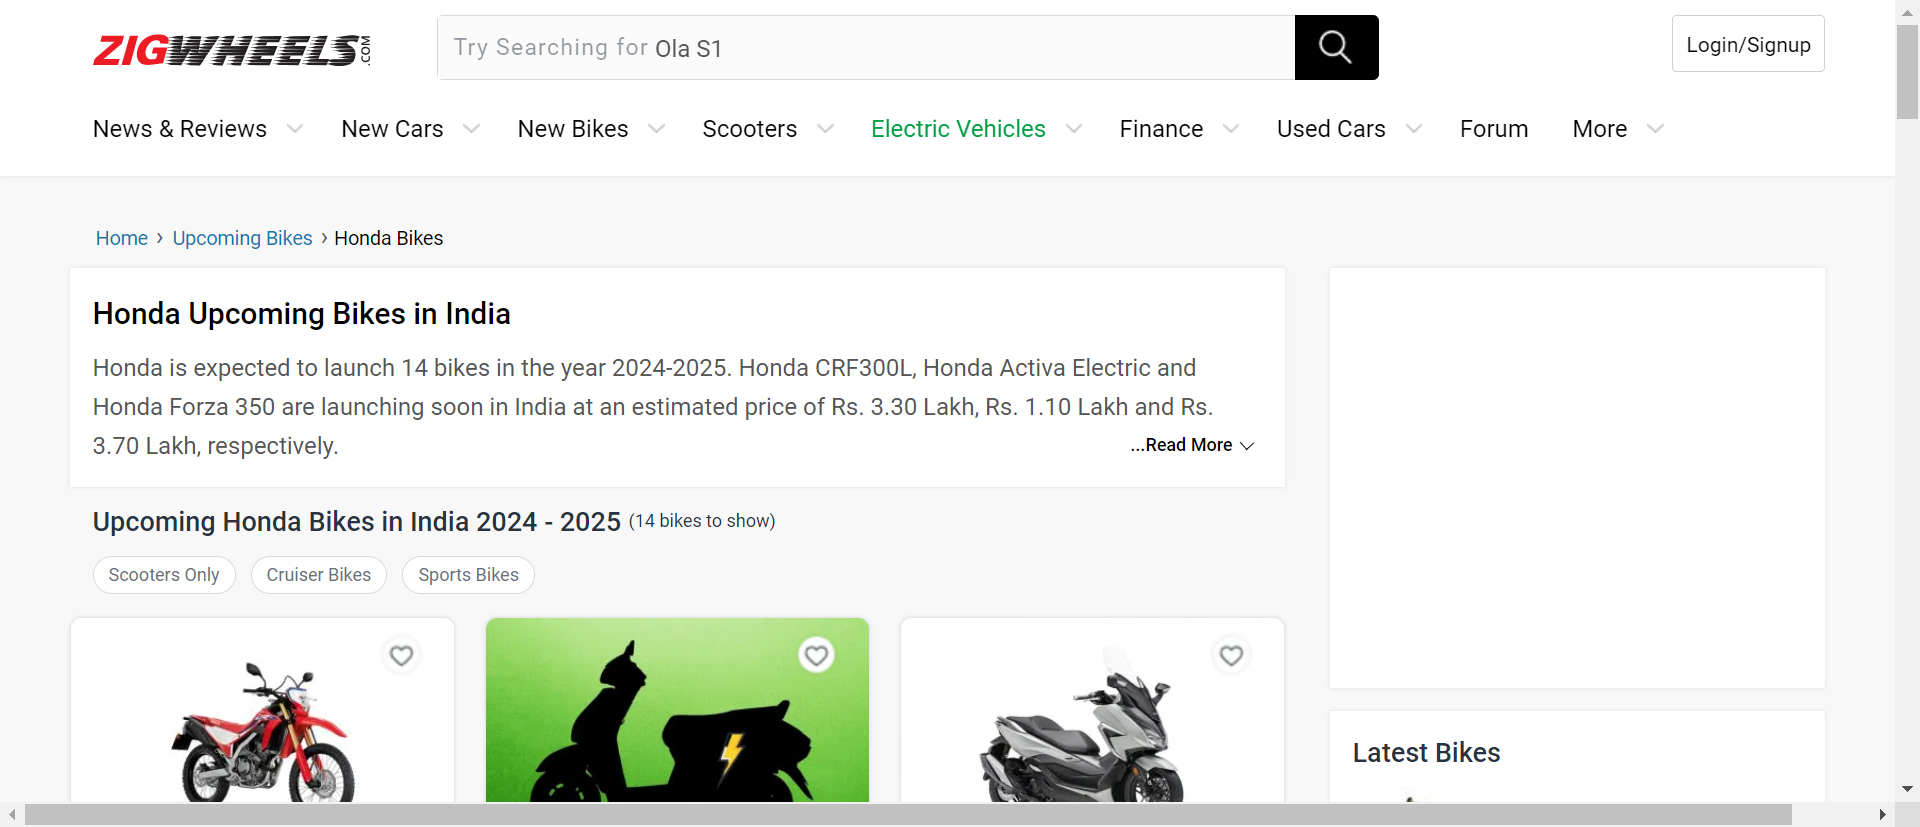 ZIGWHEELS.COM
Try Searching for Ola S1
Login/Signup
News & Reviews New Cars New Bikes Scooters Electric Vehicles Finance Used Cars Forum More
Home › Upcoming Bikes › Honda Bikes
Honda Upcoming Bikes in India
Honda is expected to launch 14 bikes in the year 2024-2025. Honda CRF300L, Honda Activa Electric and
Honda Forza 350 are launching soon in India at an estimated price of Rs. 3.30 Lakh, Rs. 1.10 Lakh and Rs.
3.70 Lakh, respectively.
...Read More
Upcoming Honda Bikes in India 2024 - 2025 (14 bikes to show)
Scooters Only Cruiser Bikes Sports Bikes
Latest Bikes